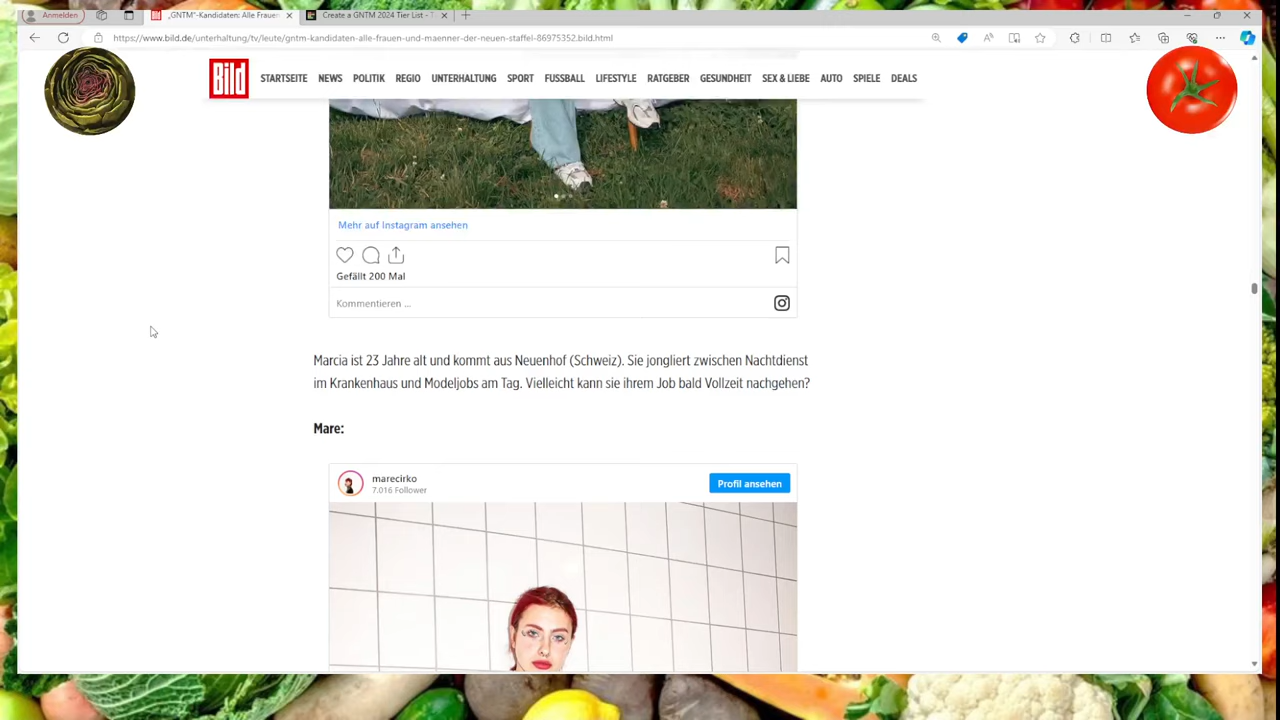 Anmelden
„GNTM"-Kandidaten: Alle Frauen
Create a GNTM 2024 Tier List - T
https://www.bild.de/unterhaltung/tv/leute/gntm-kandidaten-alle-frauen-und-maenner-der-neuen-staffel-86975352.bild.html
Bild
STARTSEITE NEWS POLITIK REGIO UNTERHALTUNG SPORT FUSSBALL LIFESTYLE RATGEBER GESUNDHEIT SEX & LIEBE AUTO SPIELE DEALS
Mehr auf Instagram ansehen
Gefällt 200 Mal
Kommentieren ...
Marcia ist 23 Jahre alt und kommt aus Neuenhof (Schweiz). Sie jongliert zwischen Nachtdienst
im Krankenhaus und Modeljobs am Tag. Vielleicht kann sie ihrem Job bald Vollzeit nachgehen?
Mare:
marecirko
7.016 Follower
Profil ansehen